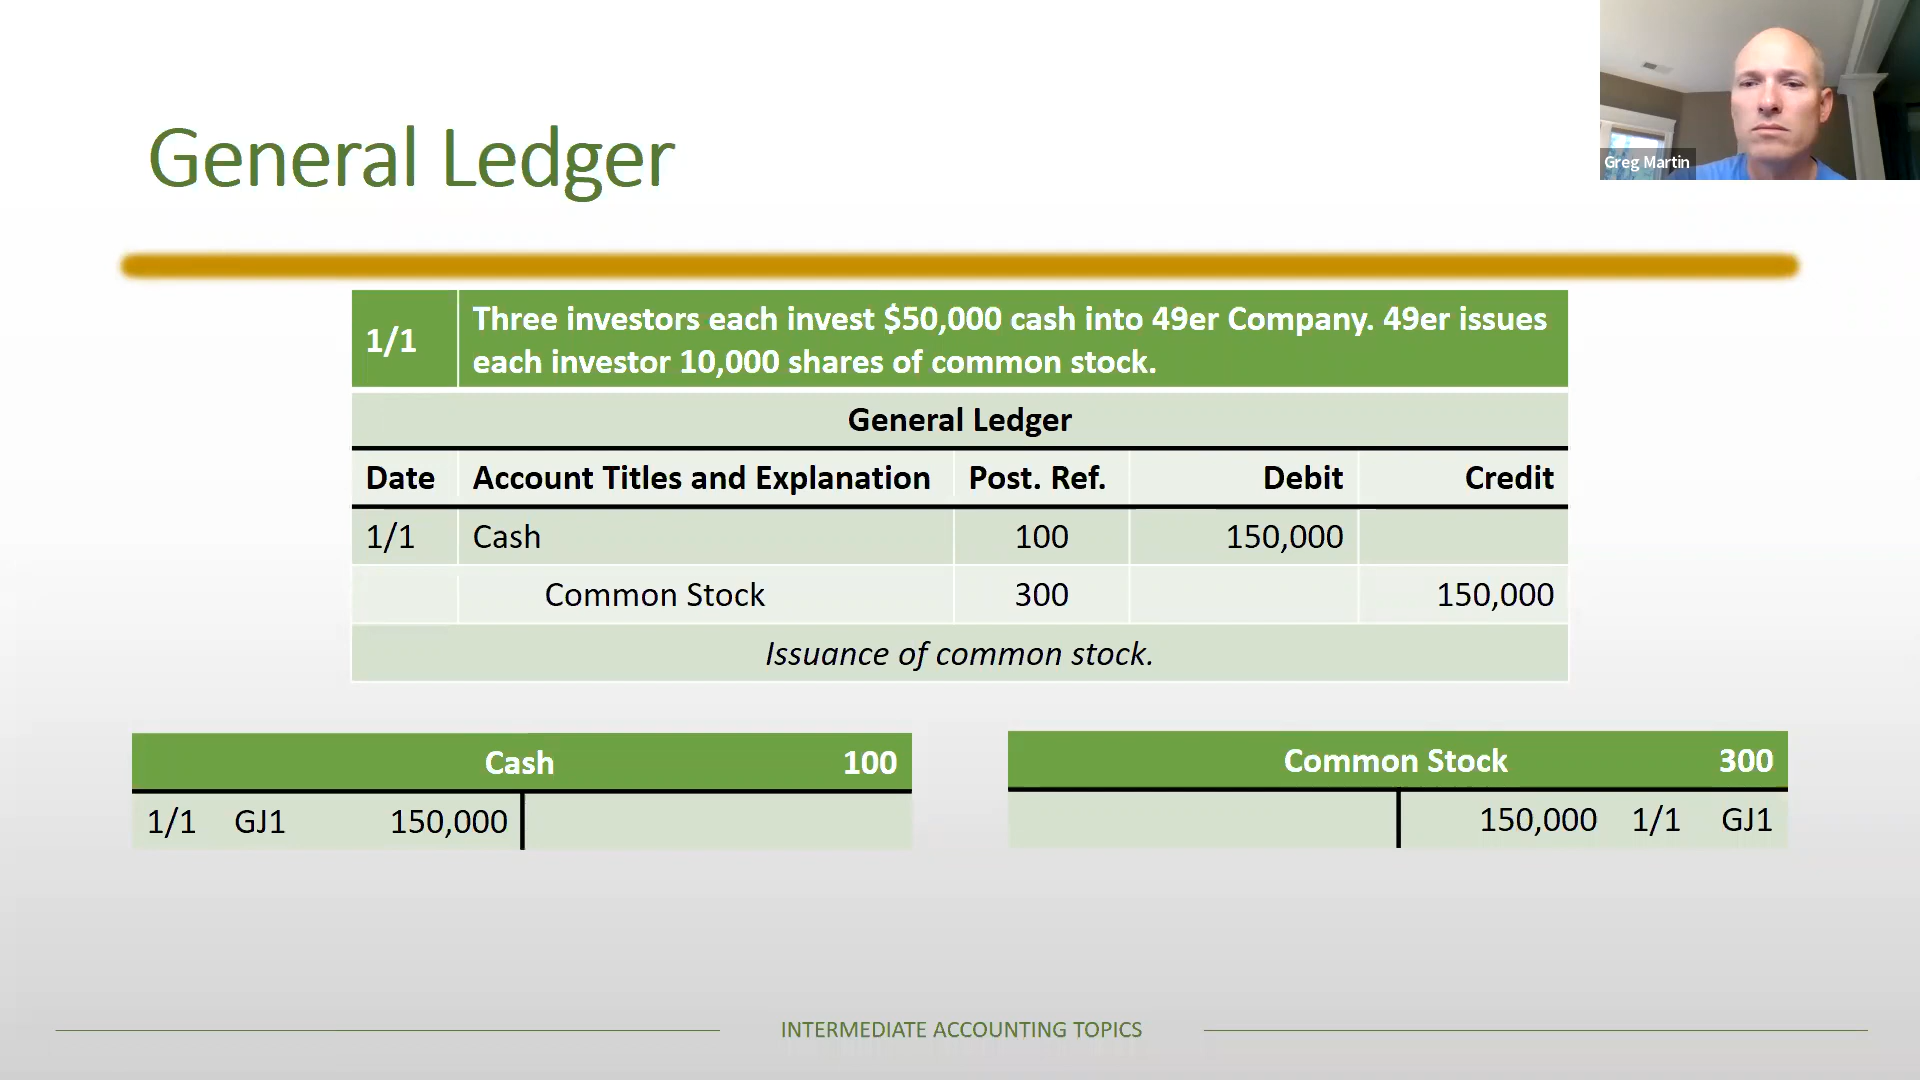 Greg Martin
General Ledger
1/1 Three investors each invest $50,000 cash into 49er Company. 49er issues
each investor 10,000 shares of common stock.
General Ledger
Date Account Titles and Explanation Post. Ref. Debit Credit
1/1 Cash 100 150,000
Common Stock 300 150,000
Issuance of common stock.
Cash 100
1/1 GJ1 150,000
Common Stock 300
150,000 1/1 GJ1
INTERMEDIATE ACCOUNTING TOPICS